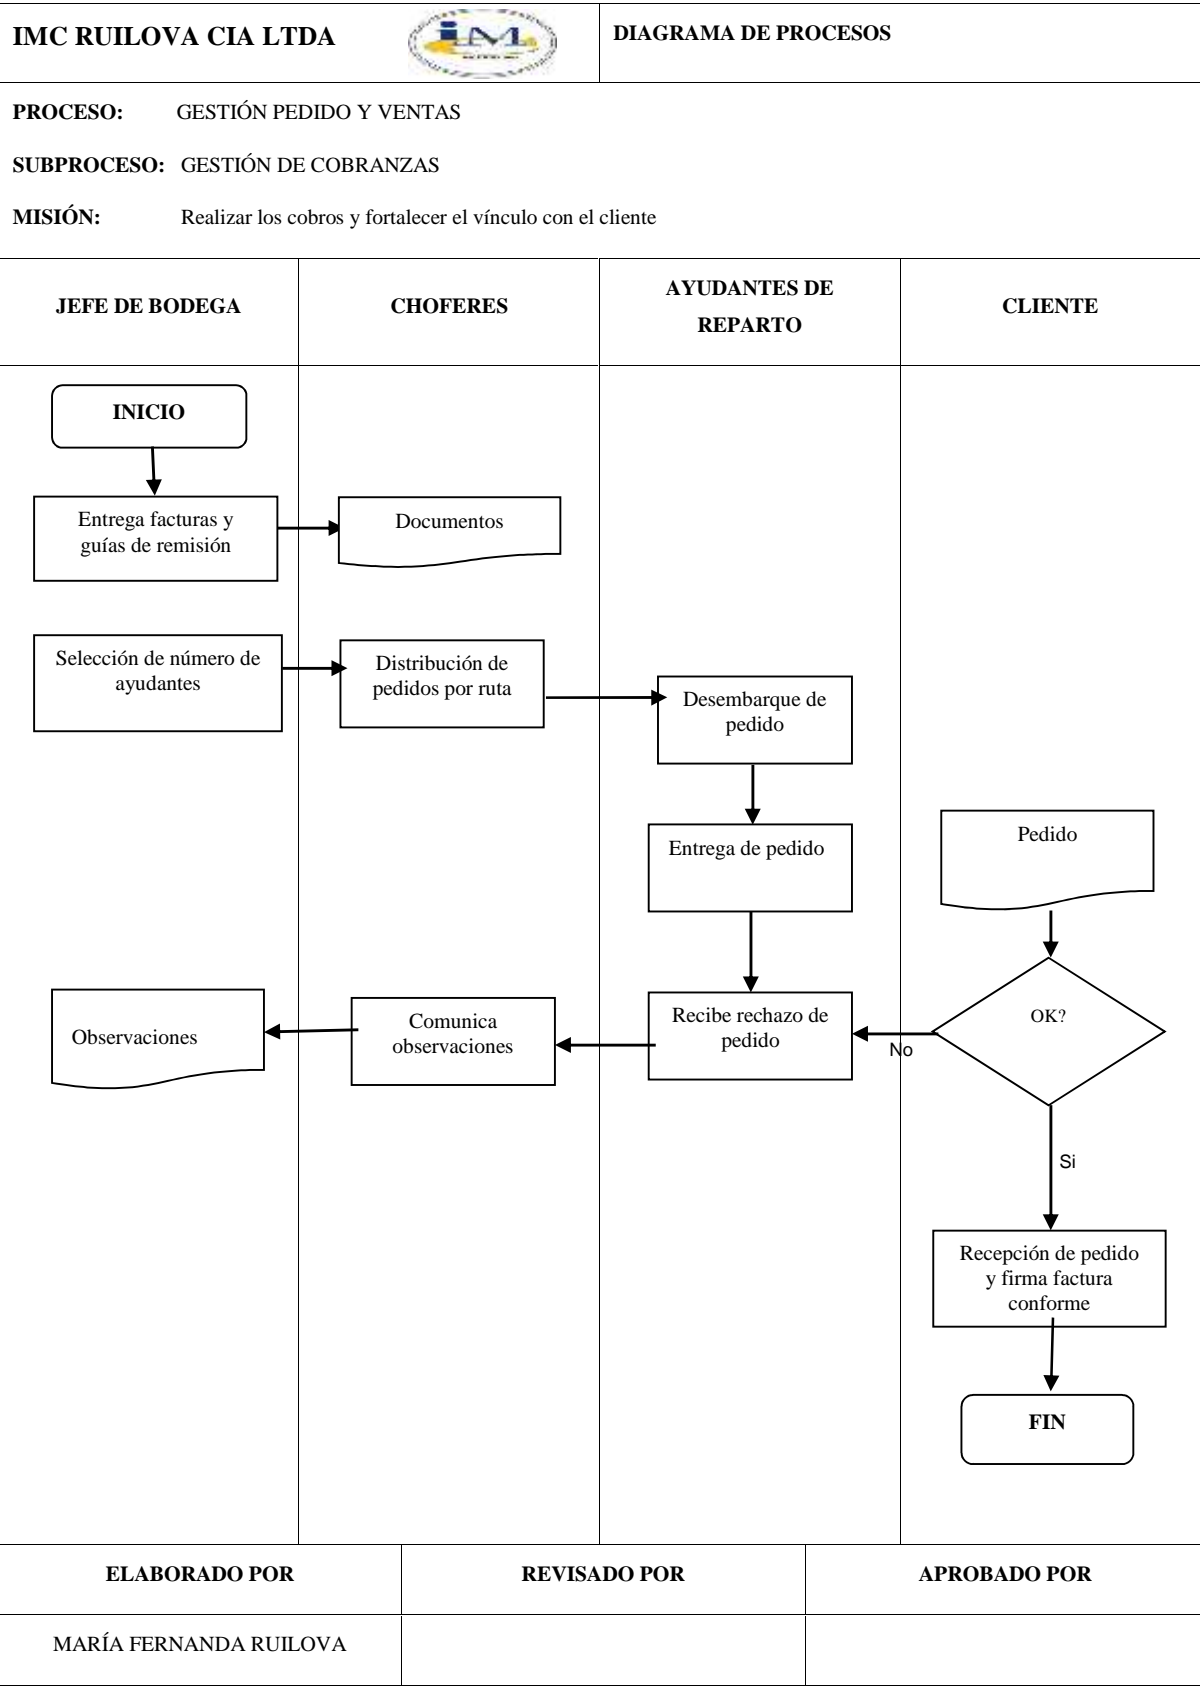 IMC RUILOVA CIA LTDA
DIAGRAMA DE PROCESOS
PROCESO: GESTIÓN PEDIDO Y VENTAS
SUBPROCESO: GESTIÓN DE COBRANZAS
MISIÓN: Realizar los cobros y fortalecer el vínculo con el cliente
JEFE DE BODEGA
CHOFERES
AYUDANTES DE
REPARTO
CLIENTE
INICIO
Entrega facturas y
guías de remisión
Documentos
Selección de número de
ayudantes
Distribución de
pedidos por ruta
Desembarque de
pedido
Entrega de pedido
Pedido
OK?
No
Recibe rechazo de
pedido
Comunica
observaciones
Observaciones
Si
Recepción de pedido
y firma factura
conforme
FIN
ELABORADO POR
REVISADO POR
APROBADO POR
MARÍA FERNANDA RUILOVA